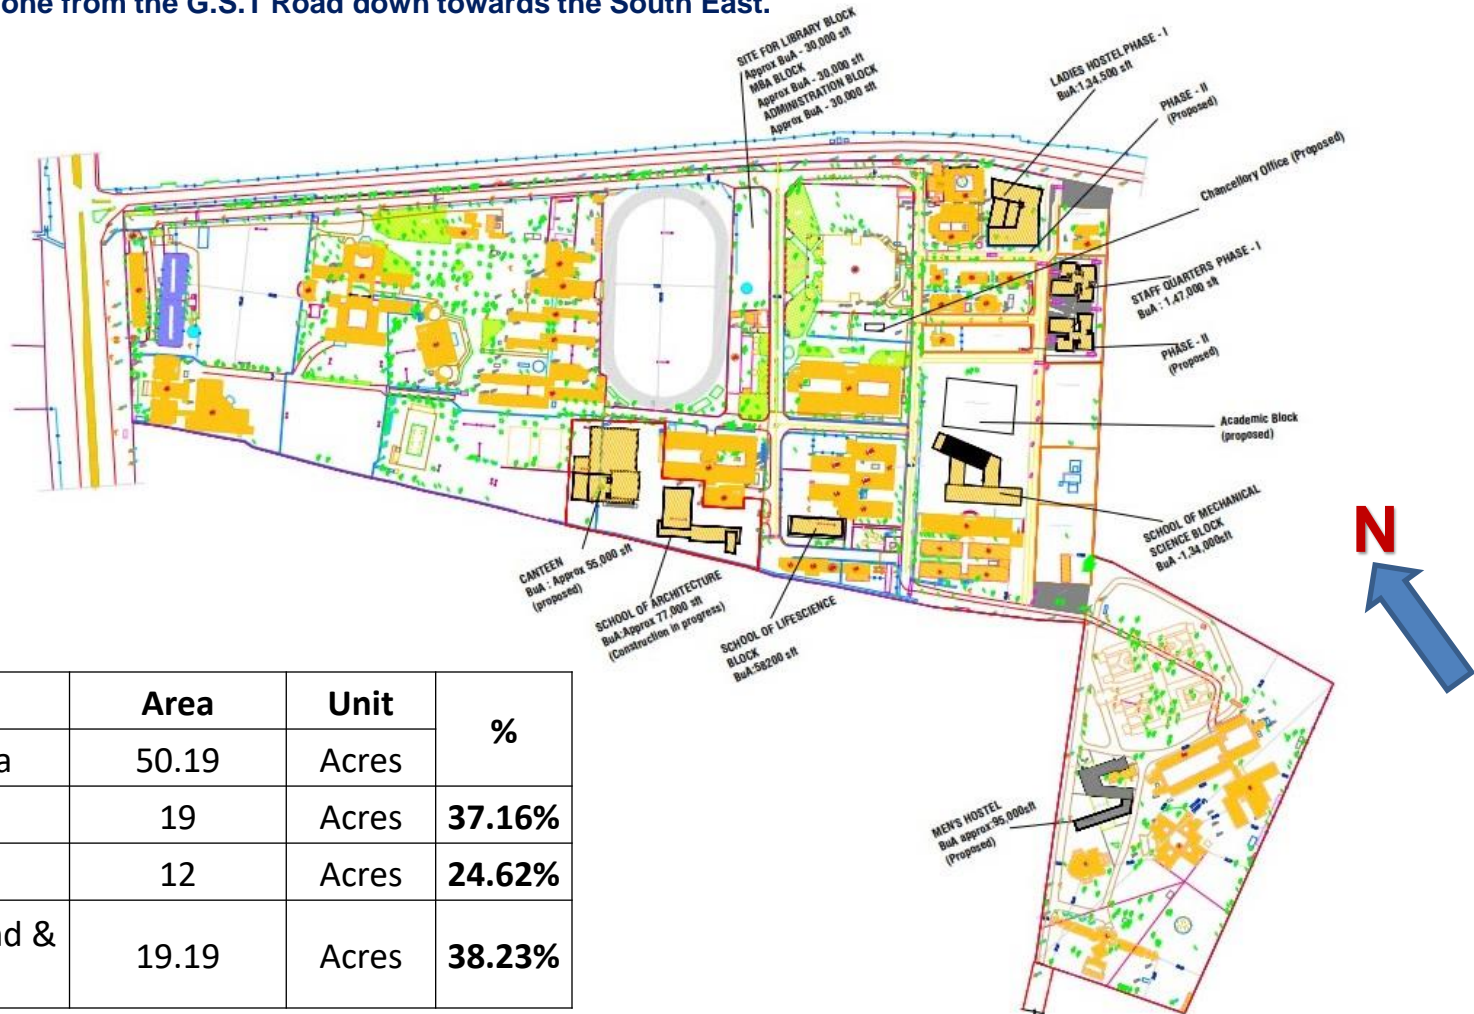 one from the G.S.T Road down towards the South East.
SITE FOR LIBRARY BLOCK
Approx BuA - 30,000 sft
MBA BLOCK
Approx BuA - 30,000 sft
ADMINISTRATION BLOCK
Approx BuA - 30.000 sft
LADIES HOSTEL PHASE - I
BuA:1,34,500 sft
PHASE - II
(Proposed)
Chancellory Office (Proposed)
STAFF QUARTERS PHASE - I
BuA : 1,47,000 sft
PHASE - II
(Proposed)
Academic Block
(proposed)
SCHOOL OF MECHANICAL
SCIENCE BLOCK
BuA -1,34,000sft
N
CANTEEN
BuA : Approx 55,000 sft
(proposed)
SCHOOL OF ARCHITECTURE
BuA:Approx 77,000 sft
(Construction in progress)
SCHOOL OF LIFESCIENCE
BLOCK
BuA:58200 sft
MEN'S HOSTEL
BuA approx:95,000sft
(Proposed)
Area Unit %
a 50.19 Acres
19 Acres 37.16%
12 Acres 24.62%
nd &
19.19 Acres 38.23%